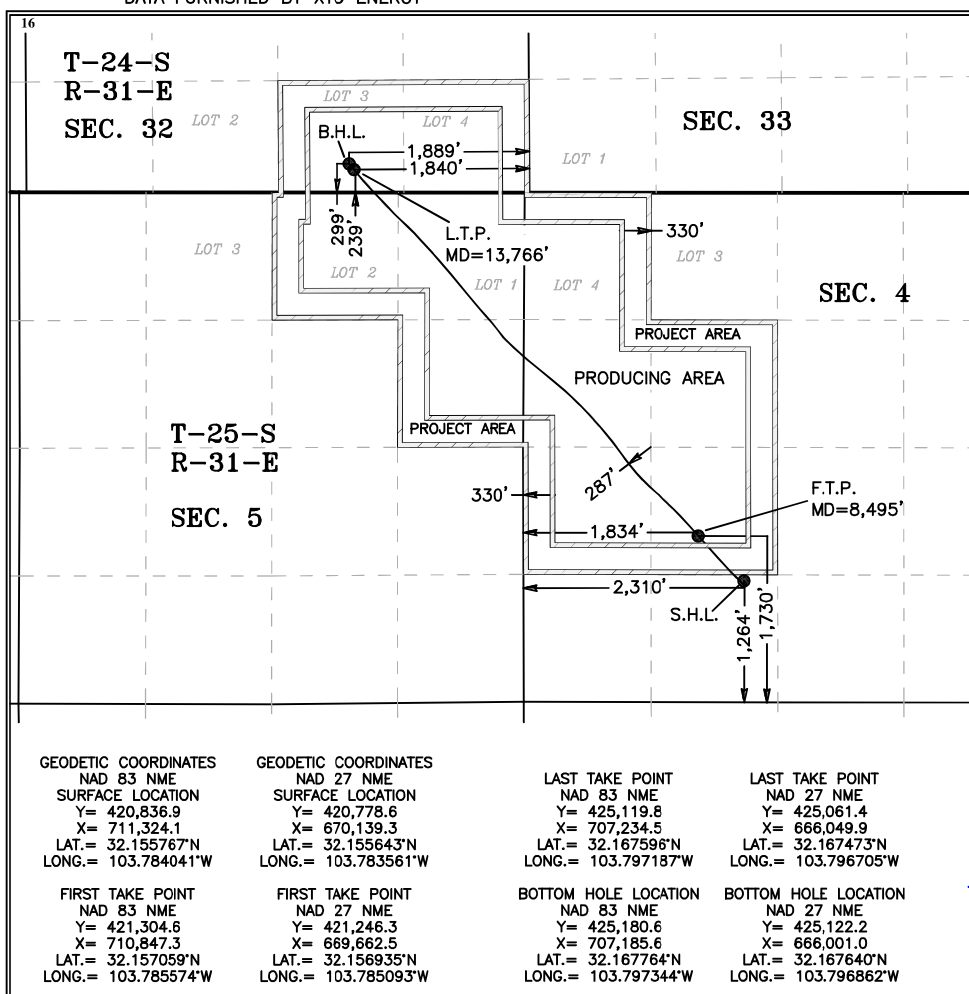 DATA FURNISHED BY XTO ENERGY
16
T-24-S
R-31-E
SEC. 32
LOT 2
LOT 3
LOT 4
SEC. 33
B.H.L.
1,889'
1,840'
LOT 1
299'
239'
L.T.P.
MD=13,766'
330'
LOT 3
LOT 2
LOT 1
LOT 4
LOT 3
SEC. 4
PROJECT AREA
PRODUCING AREA
T-25-S
R-31-E
PROJECT AREA
SEC. 5
287'
330'
F.T.P.
MD=8,495'
1,834'
2,310'
S.H.L.
1,264'
1,730'
GEODETIC COORDINATES
NAD 83 NME
SURFACE LOCATION
Y= 420,836.9
X= 711,324.1
LAT.= 32.155767°N
LONG.= 103.784041°W
GEODETIC COORDINATES
NAD 27 NME
SURFACE LOCATION
Y= 420,778.6
X= 670,139.3
LAT.= 32.155643°N
LONG.= 103.783561°W
LAST TAKE POINT
NAD 83 NME
Y= 425,119.8
X= 707,234.5
LAT.= 32.167596°N
LONG.= 103.797187°W
LAST TAKE POINT
NAD 27 NME
Y= 425,061.4
X= 666,049.9
LAT.= 32.167473°N
LONG.= 103.796705°W
FIRST TAKE POINT
NAD 83 NME
Y= 421,304.6
X= 710,847.3
LAT.= 32.157059°N
LONG.= 103.785574°W
FIRST TAKE POINT
NAD 27 NME
Y= 421,246.3
X= 669,662.5
LAT.= 32.156935°N
LONG.= 103.785093°W
BOTTOM HOLE LOCATION
NAD 83 NME
Y= 425,180.6
X= 707,185.6
LAT.= 32.167764°N
LONG.= 103.797344°W
BOTTOM HOLE LOCATION
NAD 27 NME
Y= 425,122.2
X= 666,001.0
LAT.= 32.167640°N
LONG.= 103.796862°W